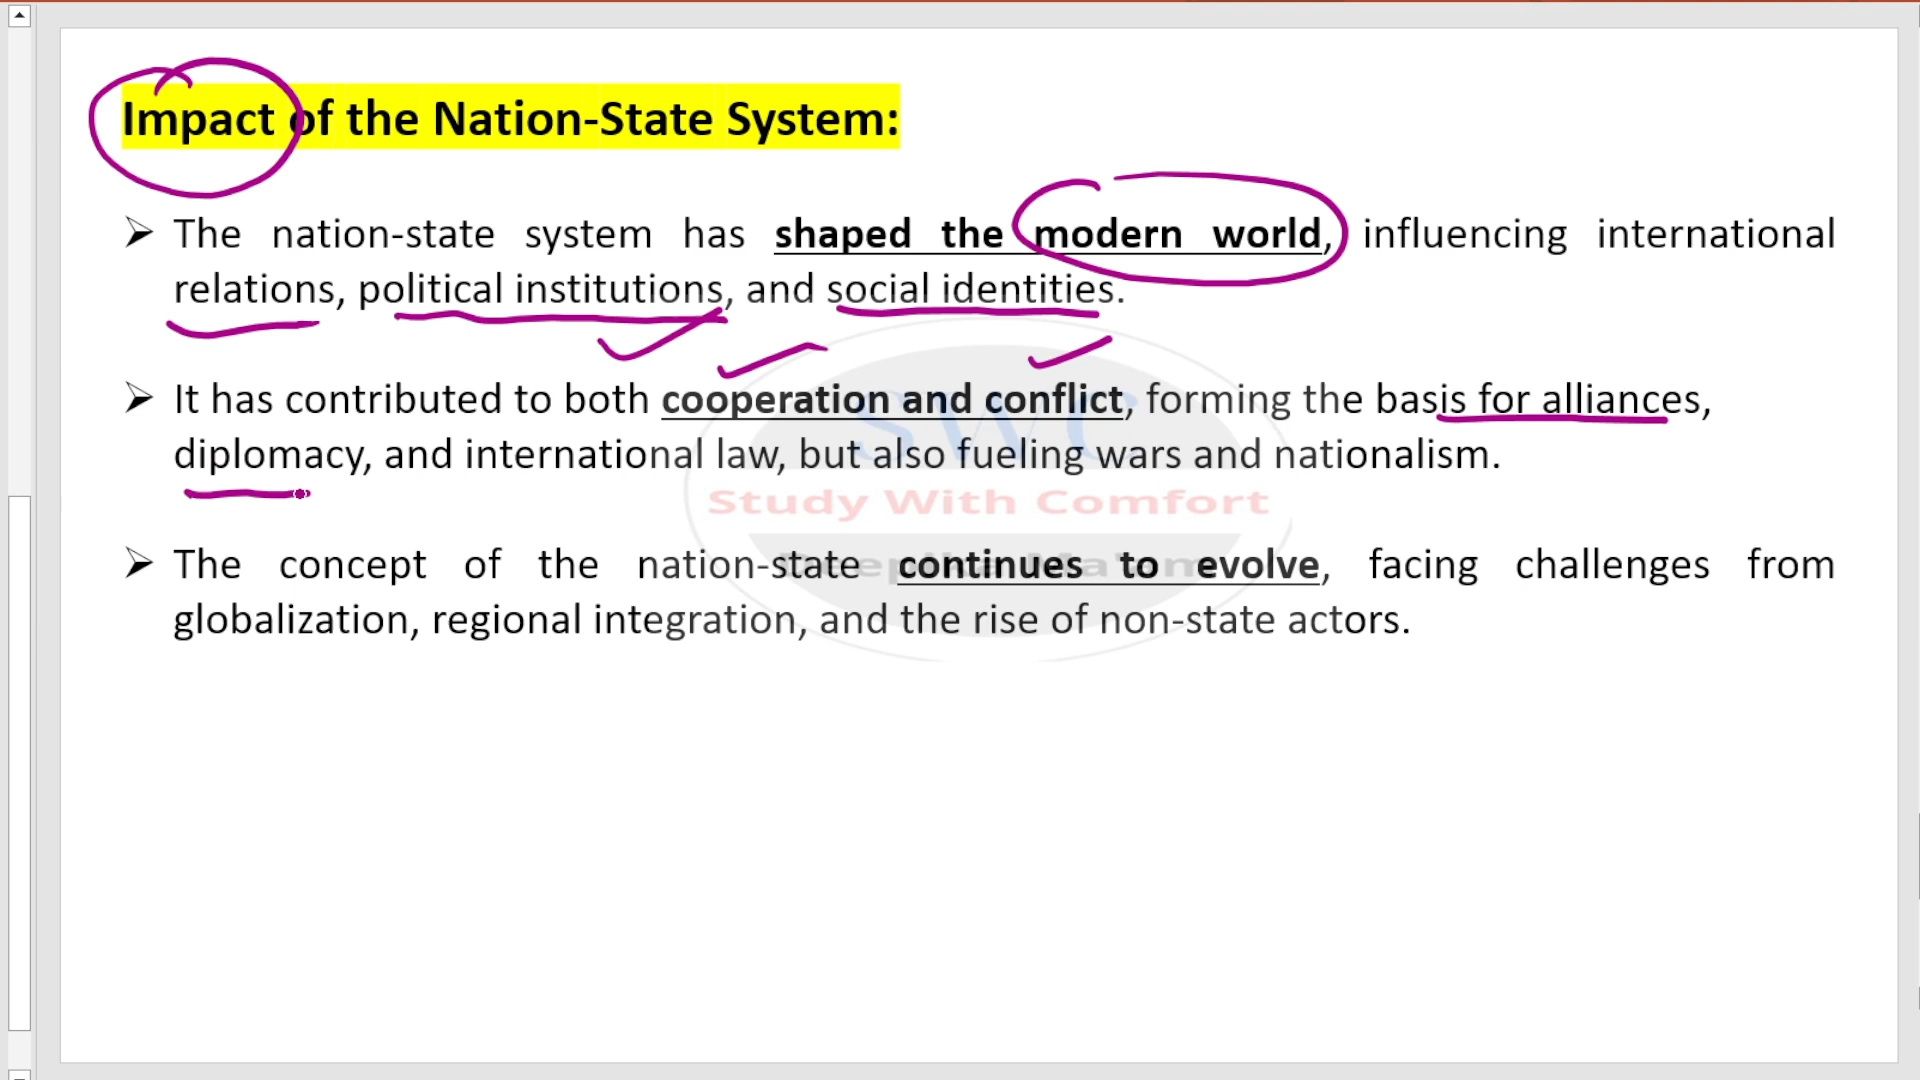 Impact of the Nation-State System:
➢ The nation-state system has shaped the modern world, influencing international
relations, political institutions, and social identities.
➢ It has contributed to both cooperation and conflict, forming the basis for alliances,
diplomacy, and international law, but also fueling wars and nationalism.
SWC
Study With Comfort
➢ The concept of the nation-state continues to evolve, facing challenges from
globalization, regional integration, and the rise of non-state actors.